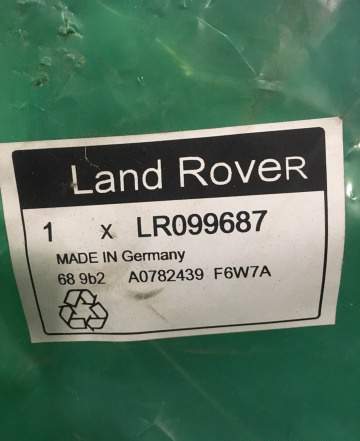 Land Rover
1 x LR099687
MADE IN Germany
68 9b2 A0782439 F6W7A